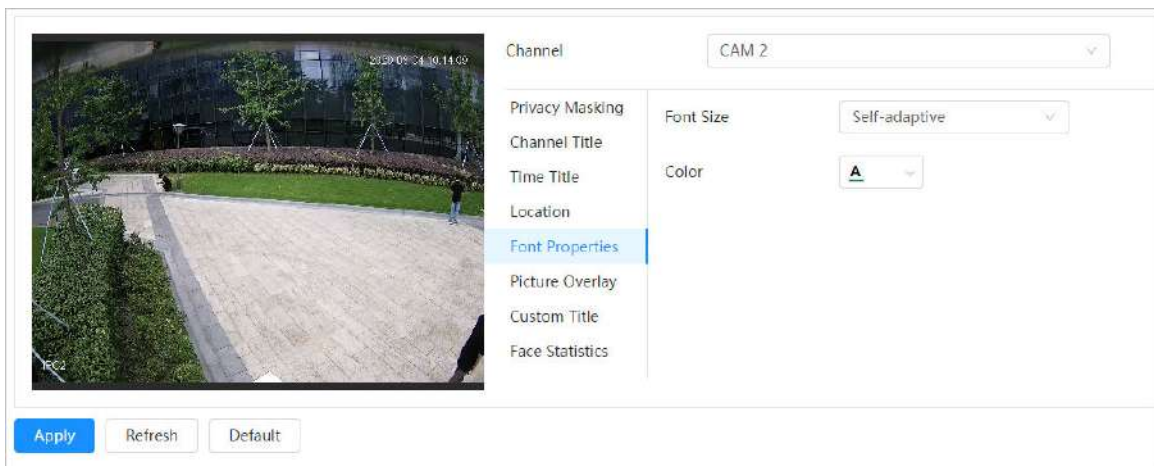 Channel
CAM 2
Privacy Masking
Channel Title
Time Title
Location
Font Properties
Picture Overlay
Custom Title
Face Statistics
Font Size
Self-adaptive
Color
A
IPC2
Apply
Refresh
Default